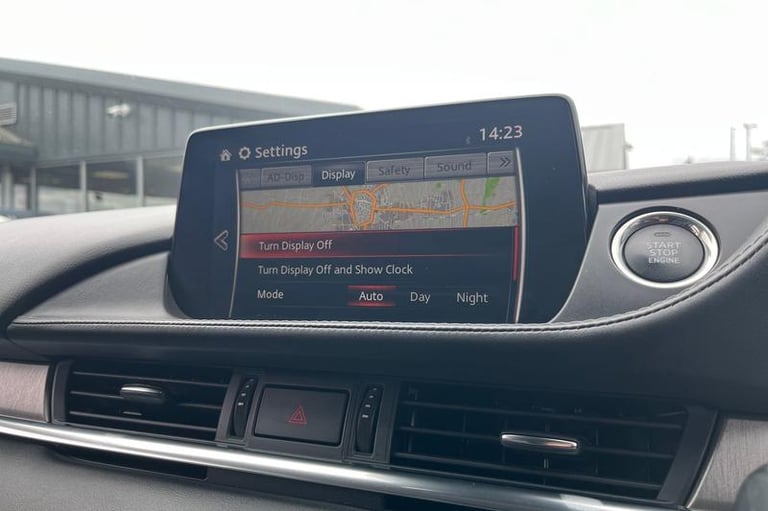 Settings
14:23
AD-Disp
Display
Safety
Sound
Turn Display Off
Turn Display Off and Show Clock
Mode Auto Day Night
START
STOP
ENGINE